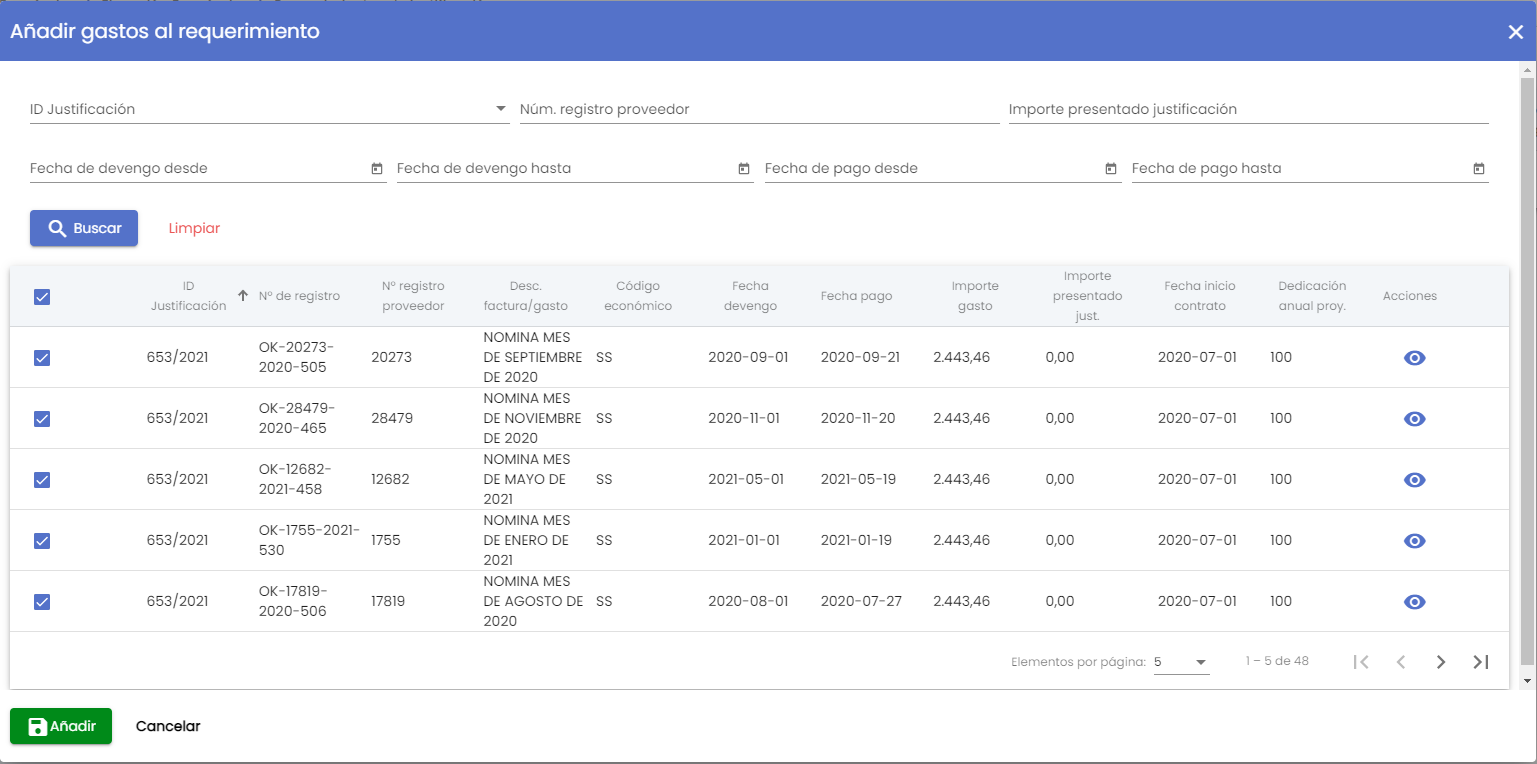 Añadir gastos al requerimiento
ID Justificación
Núm. registro proveedor
Importe presentado justificación
Fecha de devengo desde
Fecha de devengo hasta
Fecha de pago desde
Fecha de pago hasta
Buscar
Limpiar
ID
Justificación
Nº de registro
Nº registro
proveedor
Desc.
factura/gasto
Código
económico
Fecha
devengo
Fecha pago
Importe
gasto
Importe
presentado
just.
Fecha inicio
contrato
Dedicación
anual proy.
Acciones
653/2021
OK-20273-
2020-505
20273
NOMINA MES
DE SEPTIEMBRE
DE 2020
SS
2020-09-01
2020-09-21
2.443,46
0,00
2020-07-01
100
653/2021
OK-28479-
2020-465
28479
NOMINA MES
DE NOVIEMBRE
DE 2020
SS
2020-11-01
2020-11-20
2.443,46
0,00
2020-07-01
100
653/2021
OK-12682-
2021-458
12682
NOMINA MES
DE MAYO DE
2021
SS
2021-05-01
2021-05-19
2.443,46
0,00
2020-07-01
100
653/2021
OK-1755-2021-
530
1755
NOMINA MES
DE ENERO DE
2021
SS
2021-01-01
2021-01-19
2.443,46
0,00
2020-07-01
100
653/2021
OK-17819-
2020-506
17819
NOMINA MES
DE AGOSTO DE
2020
SS
2020-08-01
2020-07-27
2.443,46
0,00
2020-07-01
100
Elementos por página: 5
1 – 5 de 48
Añadir
Cancelar